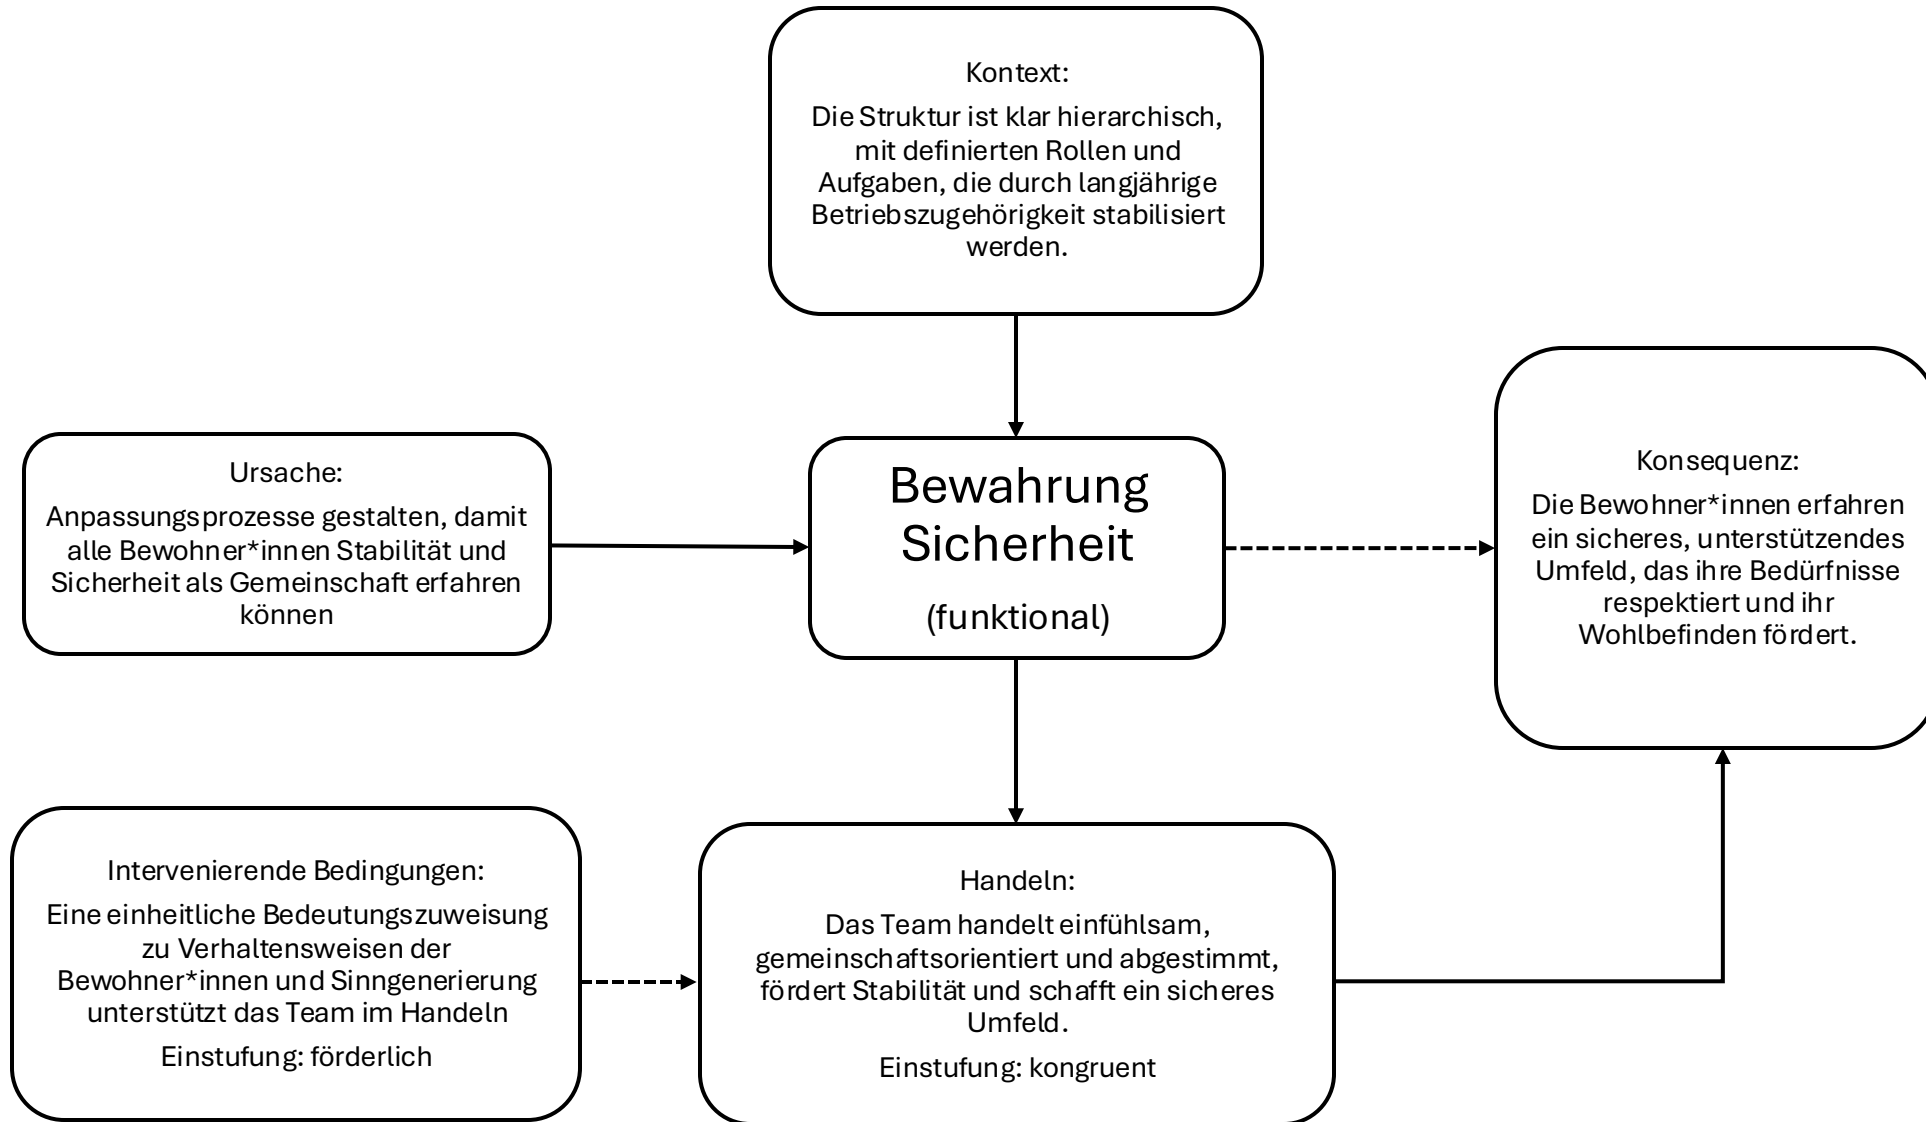 Kontext:
Die Struktur ist klar hierarchisch,
mit definierten Rollen und
Aufgaben, die durch langjährige
Betriebszugehörigkeit stabilisiert
werden.
Ursache:
Anpassungsprozesse gestalten, damit
alle Bewohner*innen Stabilität und
Sicherheit als Gemeinschaft erfahren
können
Bewahrung
Sicherheit
(funktional)
Konsequenz:
Die Bewohner*innen erfahren
ein sicheres, unterstützendes
Umfeld, das ihre Bedürfnisse
respektiert und ihr
Wohlbefinden fördert.
Intervenierende Bedingungen:
Eine einheitliche Bedeutungszuweisung
zu Verhaltensweisen der
Bewohner*innen und Sinngenerierung
unterstützt das Team im Handeln
Einstufung: förderlich
Handeln:
Das Team handelt einfühlsam,
gemeinschaftsorientiert und abgestimmt,
fördert Stabilität und schafft ein sicheres
Umfeld.
Einstufung: kongruent